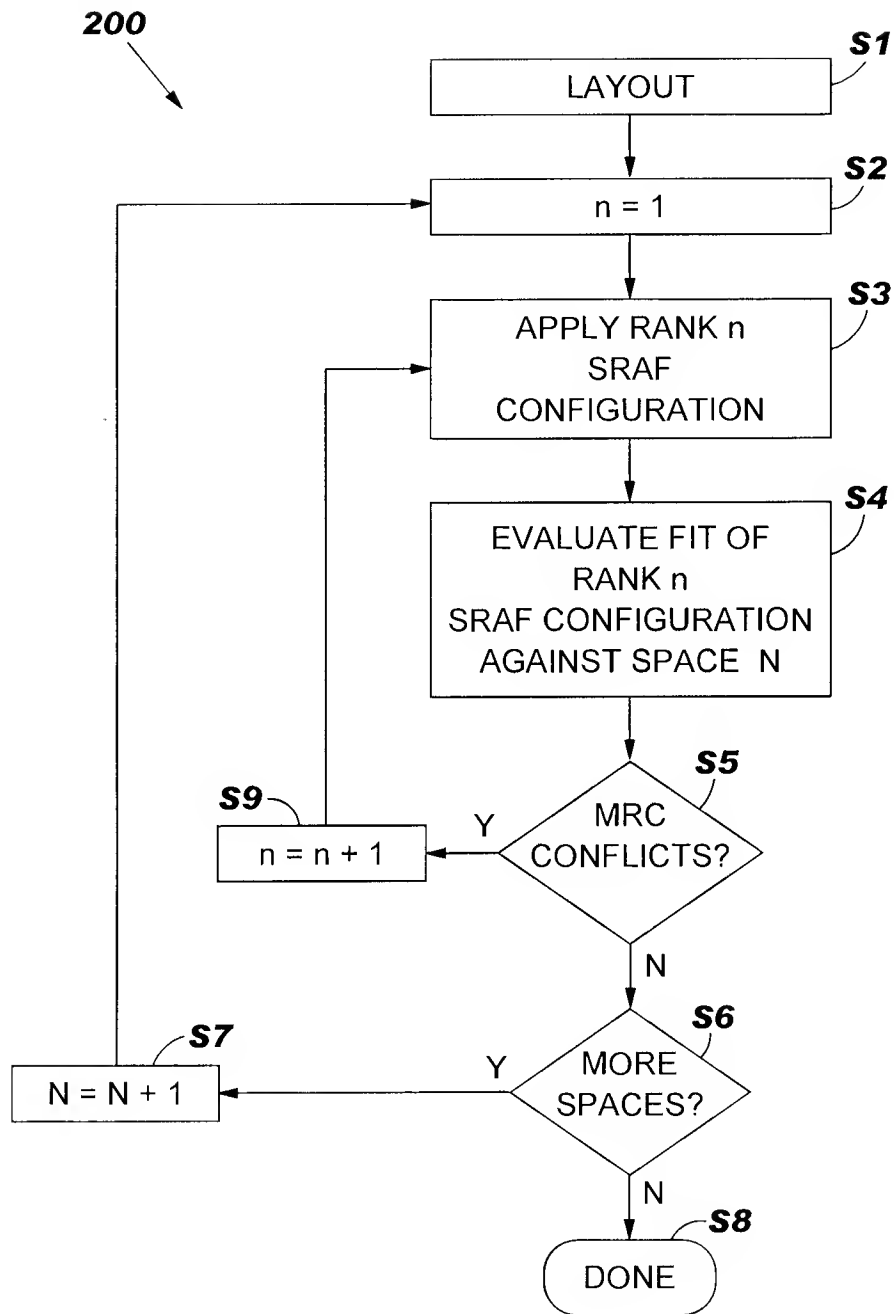 200
S1
LAYOUT
S2
n = 1
S3
APPLY RANK n
SRAF
CONFIGURATION
S4
EVALUATE FIT OF
RANK n
SRAF CONFIGURATION
AGAINST SPACE N
S5
MRC
CONFLICTS?
Y
S9
n = n + 1
N
S6
MORE
SPACES?
Y
S7
N = N + 1
N
S8
DONE